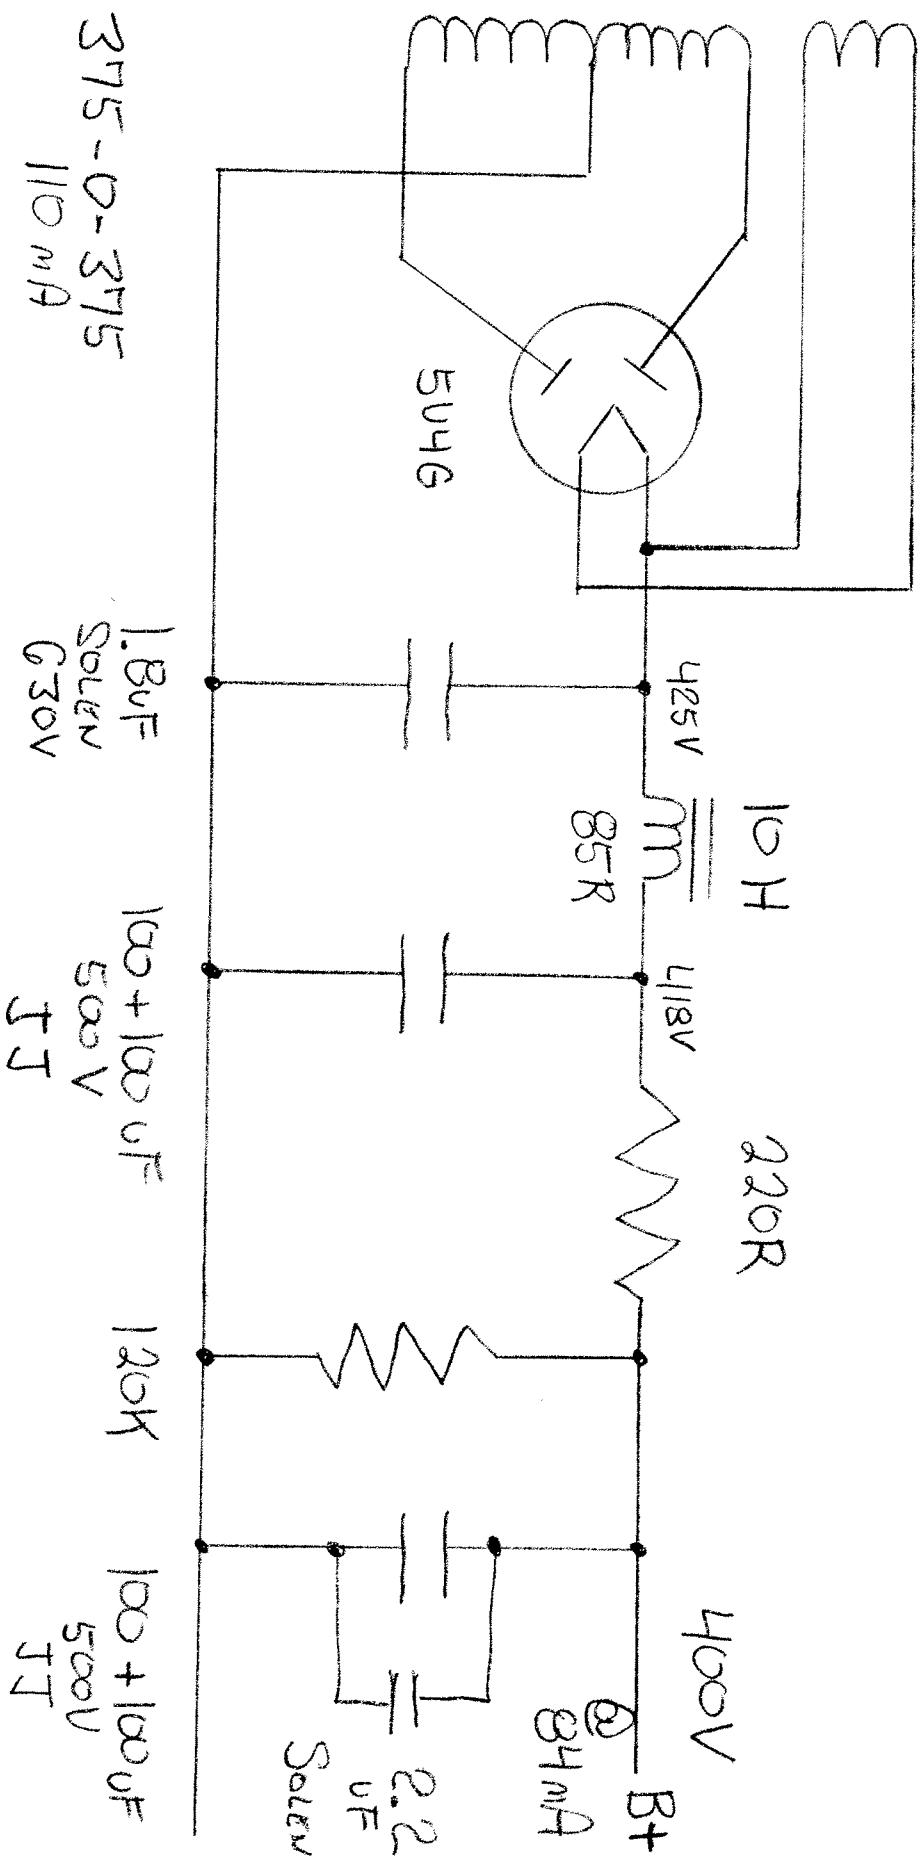 375-0-375
110 mA
5U4G
1.8uF
SOLEN
630V
425V
10H
85R
418V
100+100 uF
500V
JJ
220R
120K
400V
@
84mA
B+
2.2
uF
SOLEN
100+100uF
500V
JJ